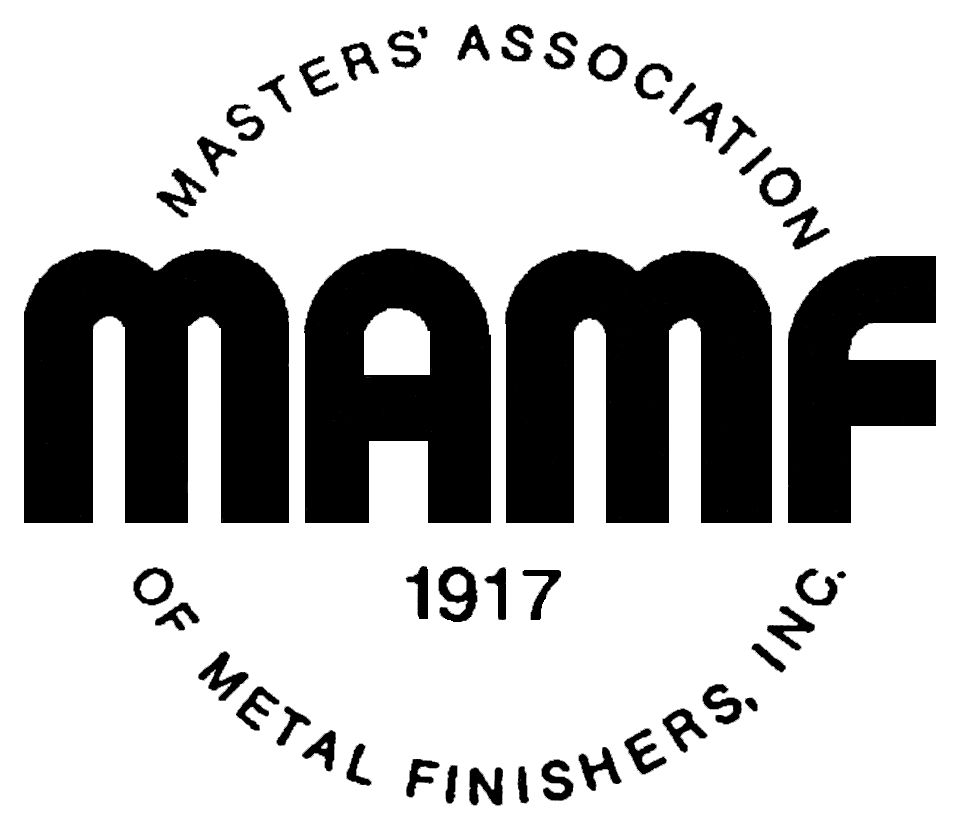 MASTERS' ASSOCIATION
MAMF
1917
OF METAL FINISHERS, INC.